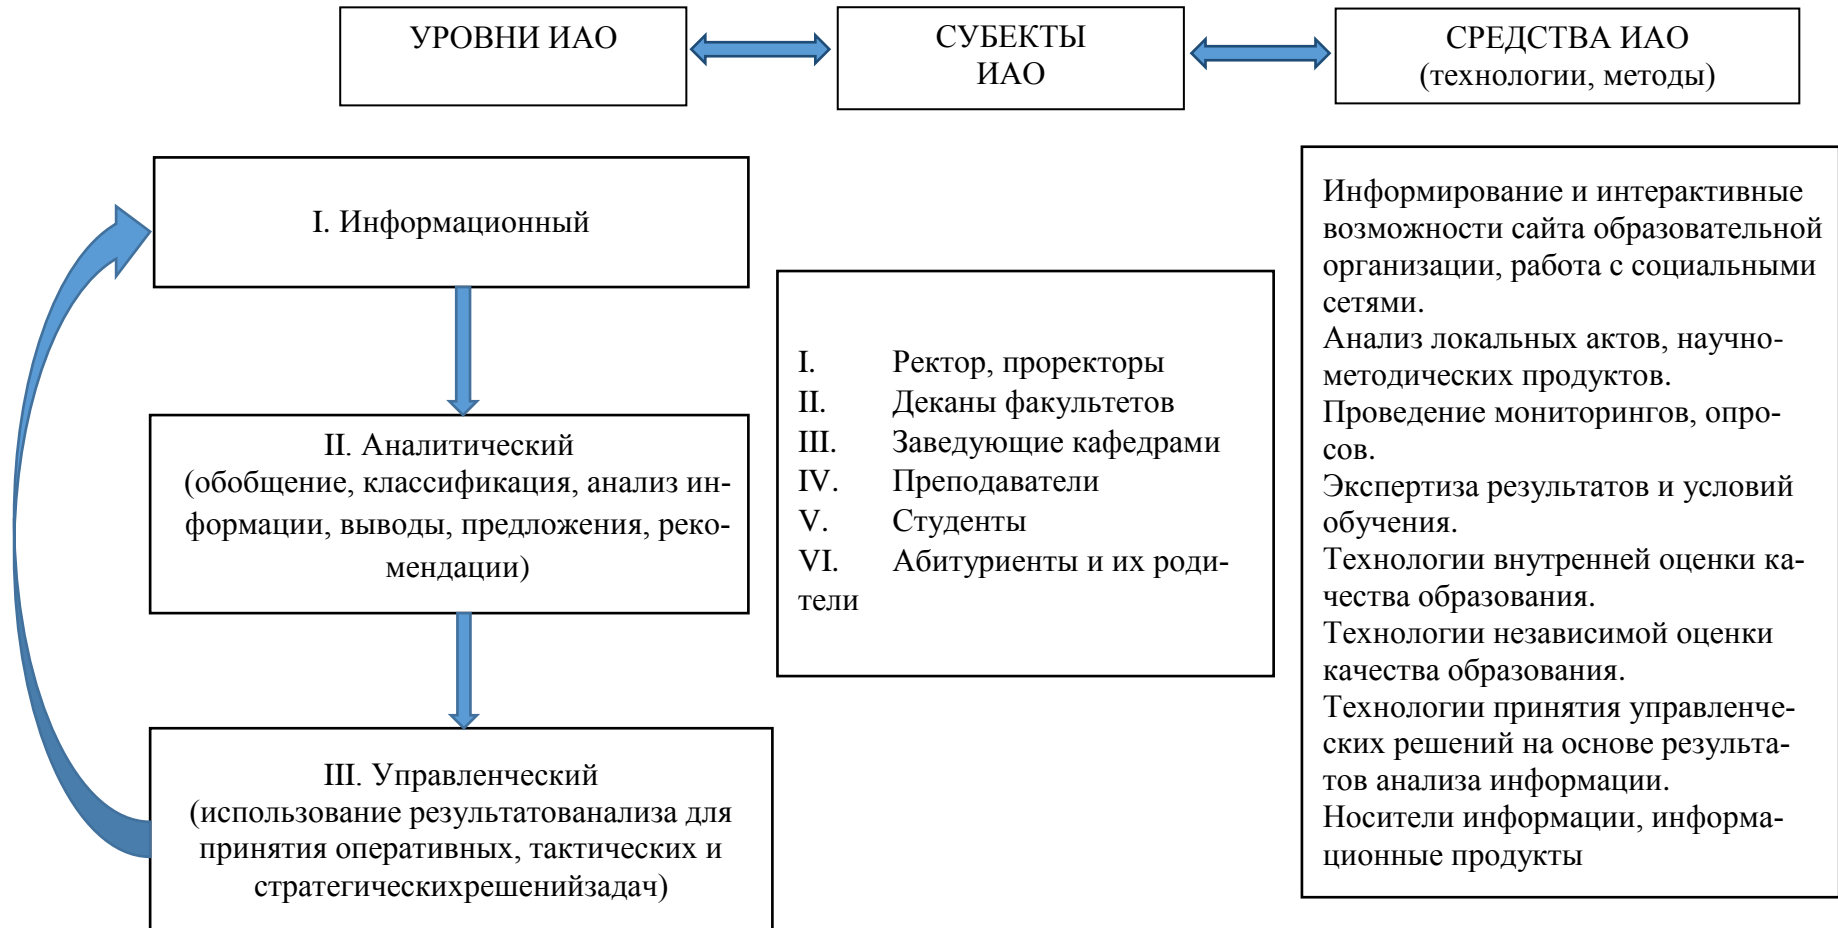 УРОВНИ ИАО
СУБЕКТЫ
ИАО
СРЕДСТВА ИАО
(технологии, методы)
I. Информационный
II. Аналитический
(обобщение, классификация, анализ ин-
формации, выводы, предложения, реко-
мендации)
III. Управленческий
(использование результатованализа для
принятия оперативных, тактических и
стратегическихрешенийзадач)
I. Ректор, проректоры
II. Деканы факультетов
III. Заведующие кафедрами
IV. Преподаватели
V. Студенты
VI. Абитуриенты и их роди-
тели
Информирование и интерактивные
возможности сайта образовательной
организации, работа с социальными
сетями.
Анализ локальных актов, научно-
методических продуктов.
Проведение мониторингов, опро-
сов.
Экспертиза результатов и условий
обучения.
Технологии внутренней оценки ка-
чества образования.
Технологии независимой оценки
качества образования.
Технологии принятия управленче-
ских решений на основе результа-
тов анализа информации.
Носители информации, информа-
ционные продукты